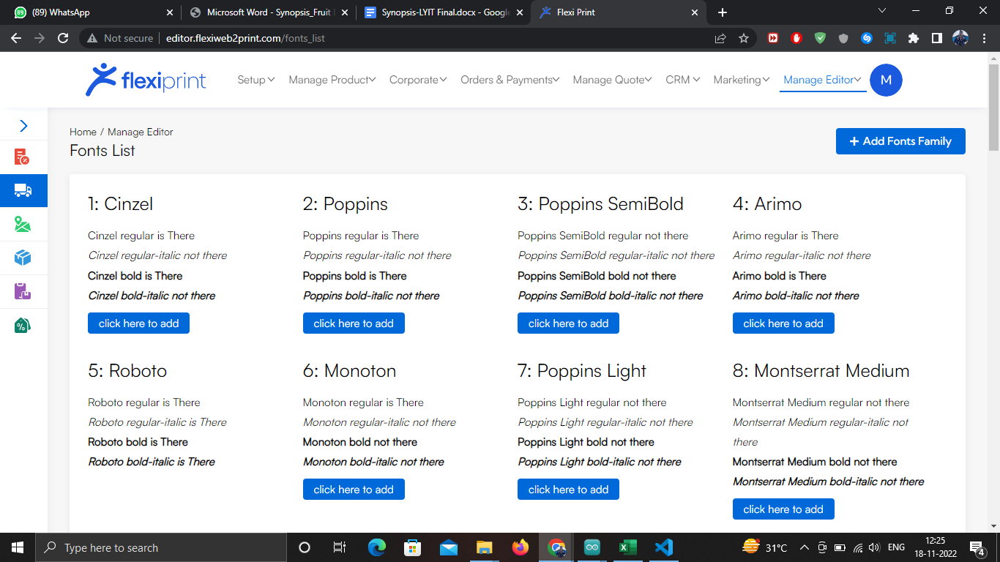 89
(89) WhatsApp
Microsoft Word - Synopsis_Fruit
Synopsis-LYIT Final.docx - Google
Flexi Print
Not secure
editor.flexiweb2print.com/fonts_list
flexiprint
Setup
Manage Product
Corporate
Orders & Payments
Manage Quote
CRM
Marketing
Manage Editor
M
Home / Manage Editor
Fonts List
+ Add Fonts Family
1: Cinzel
Cinzel regular is There
Cinzel regular-italic not there
Cinzel bold is There
Cinzel bold-italic not there
click here to add
2: Poppins
Poppins regular is There
Poppins regular-italic not there
Poppins bold is There
Poppins bold-italic not there
click here to add
3: Poppins SemiBold
Poppins SemiBold regular not there
Poppins SemiBold regular-italic not there
Poppins SemiBold bold not there
Poppins SemiBold bold-italic not there
click here to add
4: Arimo
Arimo regular is There
Arimo regular-italic not there
Arimo bold is There
Arimo bold-italic not there
click here to add
5: Roboto
Roboto regular is There
Roboto regular-italic is There
Roboto bold is There
Roboto bold-italic is There
6: Monoton
Monoton regular is There
Monoton regular-italic not there
Monoton bold not there
Monoton bold-italic not there
click here to add
7: Poppins Light
Poppins Light regular not there
Poppins Light regular-italic not there
Poppins Light bold not there
Poppins Light bold-italic not there
click here to add
8: Montserrat Medium
Montserrat Medium regular not there
Montserrat Medium regular-italic not
there
Montserrat Medium bold not there
Montserrat Medium bold-italic not there
click here to add
Type here to search
31°C
ENG
12:25
18-11-2022
4